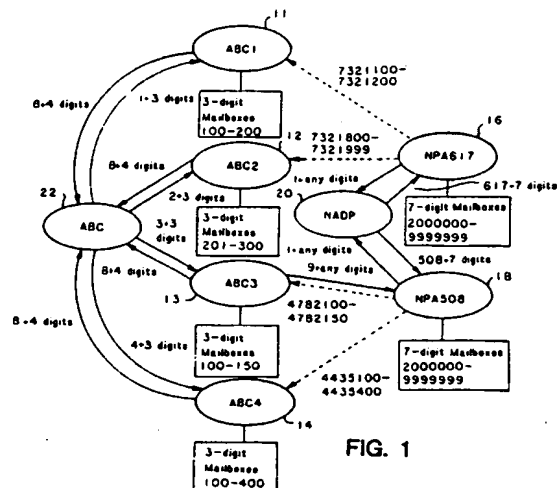 11
ABC1
7321100-
7321200
8+4 digits
1+3 digits
3-digit
Mailboxes
100-200
12
7321800-
7321999
16
NPA617
8+4 digits
ABC2
22
2+3 digits
1+any digits
20
617+7 digits
ABC
3-digit
Mailboxes
201-300
NADP
7-digit Mailboxes
2000000-
9999999
3+3
digits
1+any digits
508+7 digits
8+4 digits
ABC3
9+any digits
18
13
4782100-
4782150
NPA508
8+4 digits
4+3 digits
3-digit
Mailboxes
100-150
7-digit Mailboxes
2000000-
9999999
4435100-
4435400
ABC4
14
3-digit
Mailboxes
100-400
FIG. 1